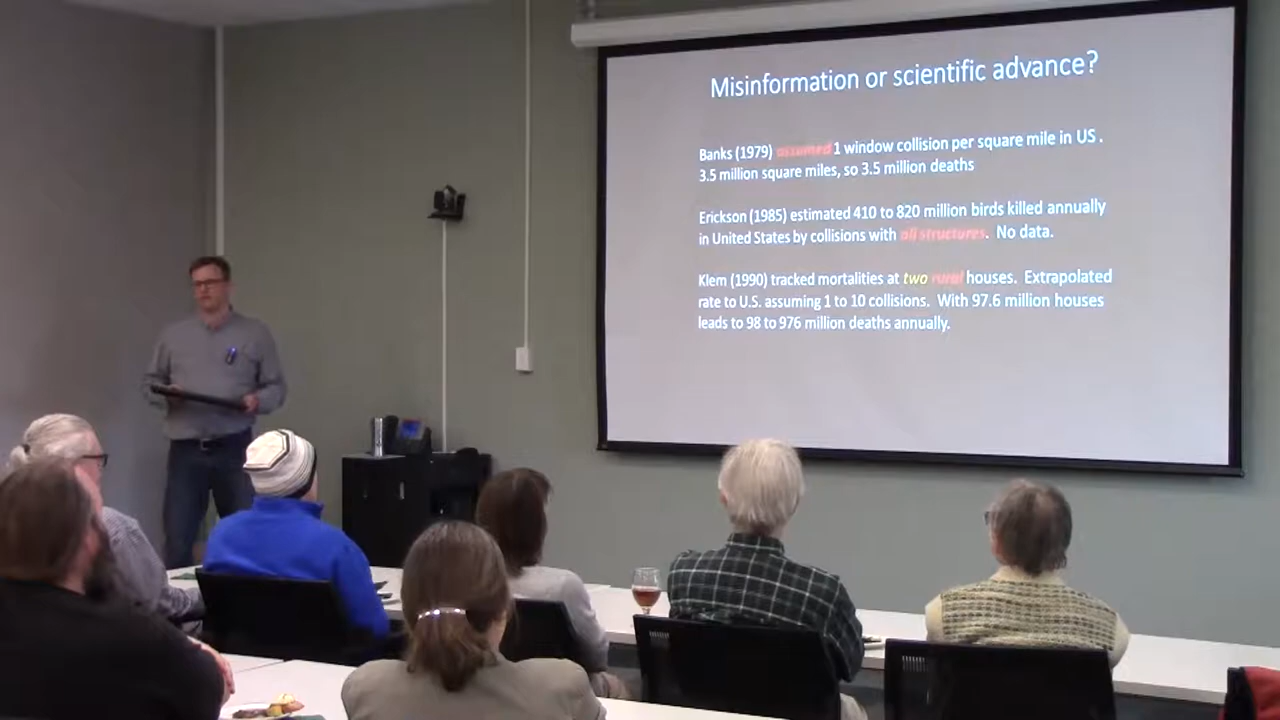 Misinformation or scientific advance?
Banks (1979) assumed 1 window collision per square mile in US .
3.5 million square miles, so 3.5 million deaths
Erickson (1985) estimated 410 to 820 million birds killed annually
in United States by collisions with all structures. No data.
Klem (1990) tracked mortalities at two rural houses. Extrapolated
rate to U.S. assuming 1 to 10 collisions. With 97.6 million houses
leads to 98 to 976 million deaths annually.